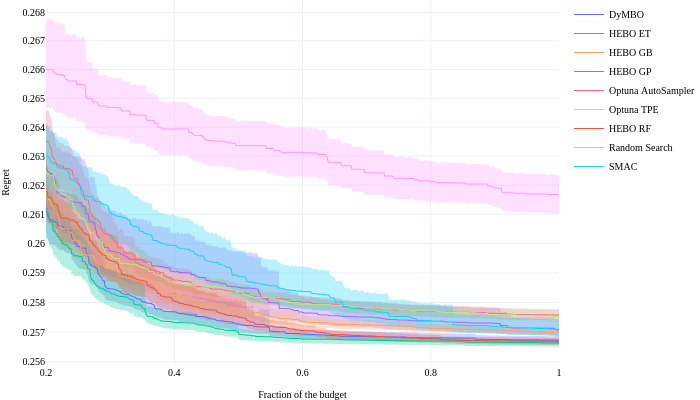 0.268
0.267
0.266
0.265
0.264
0.263
0.262
0.261
0.26
0.259
0.258
0.257
0.256
Regret
0.2
0.4
0.6
0.8
1
Fraction of the budget
DyMBO
HEBO ET
HEBO GB
HEBO GP
Optuna AutoSampler
Optuna TPE
HEBO RF
Random Search
SMAC